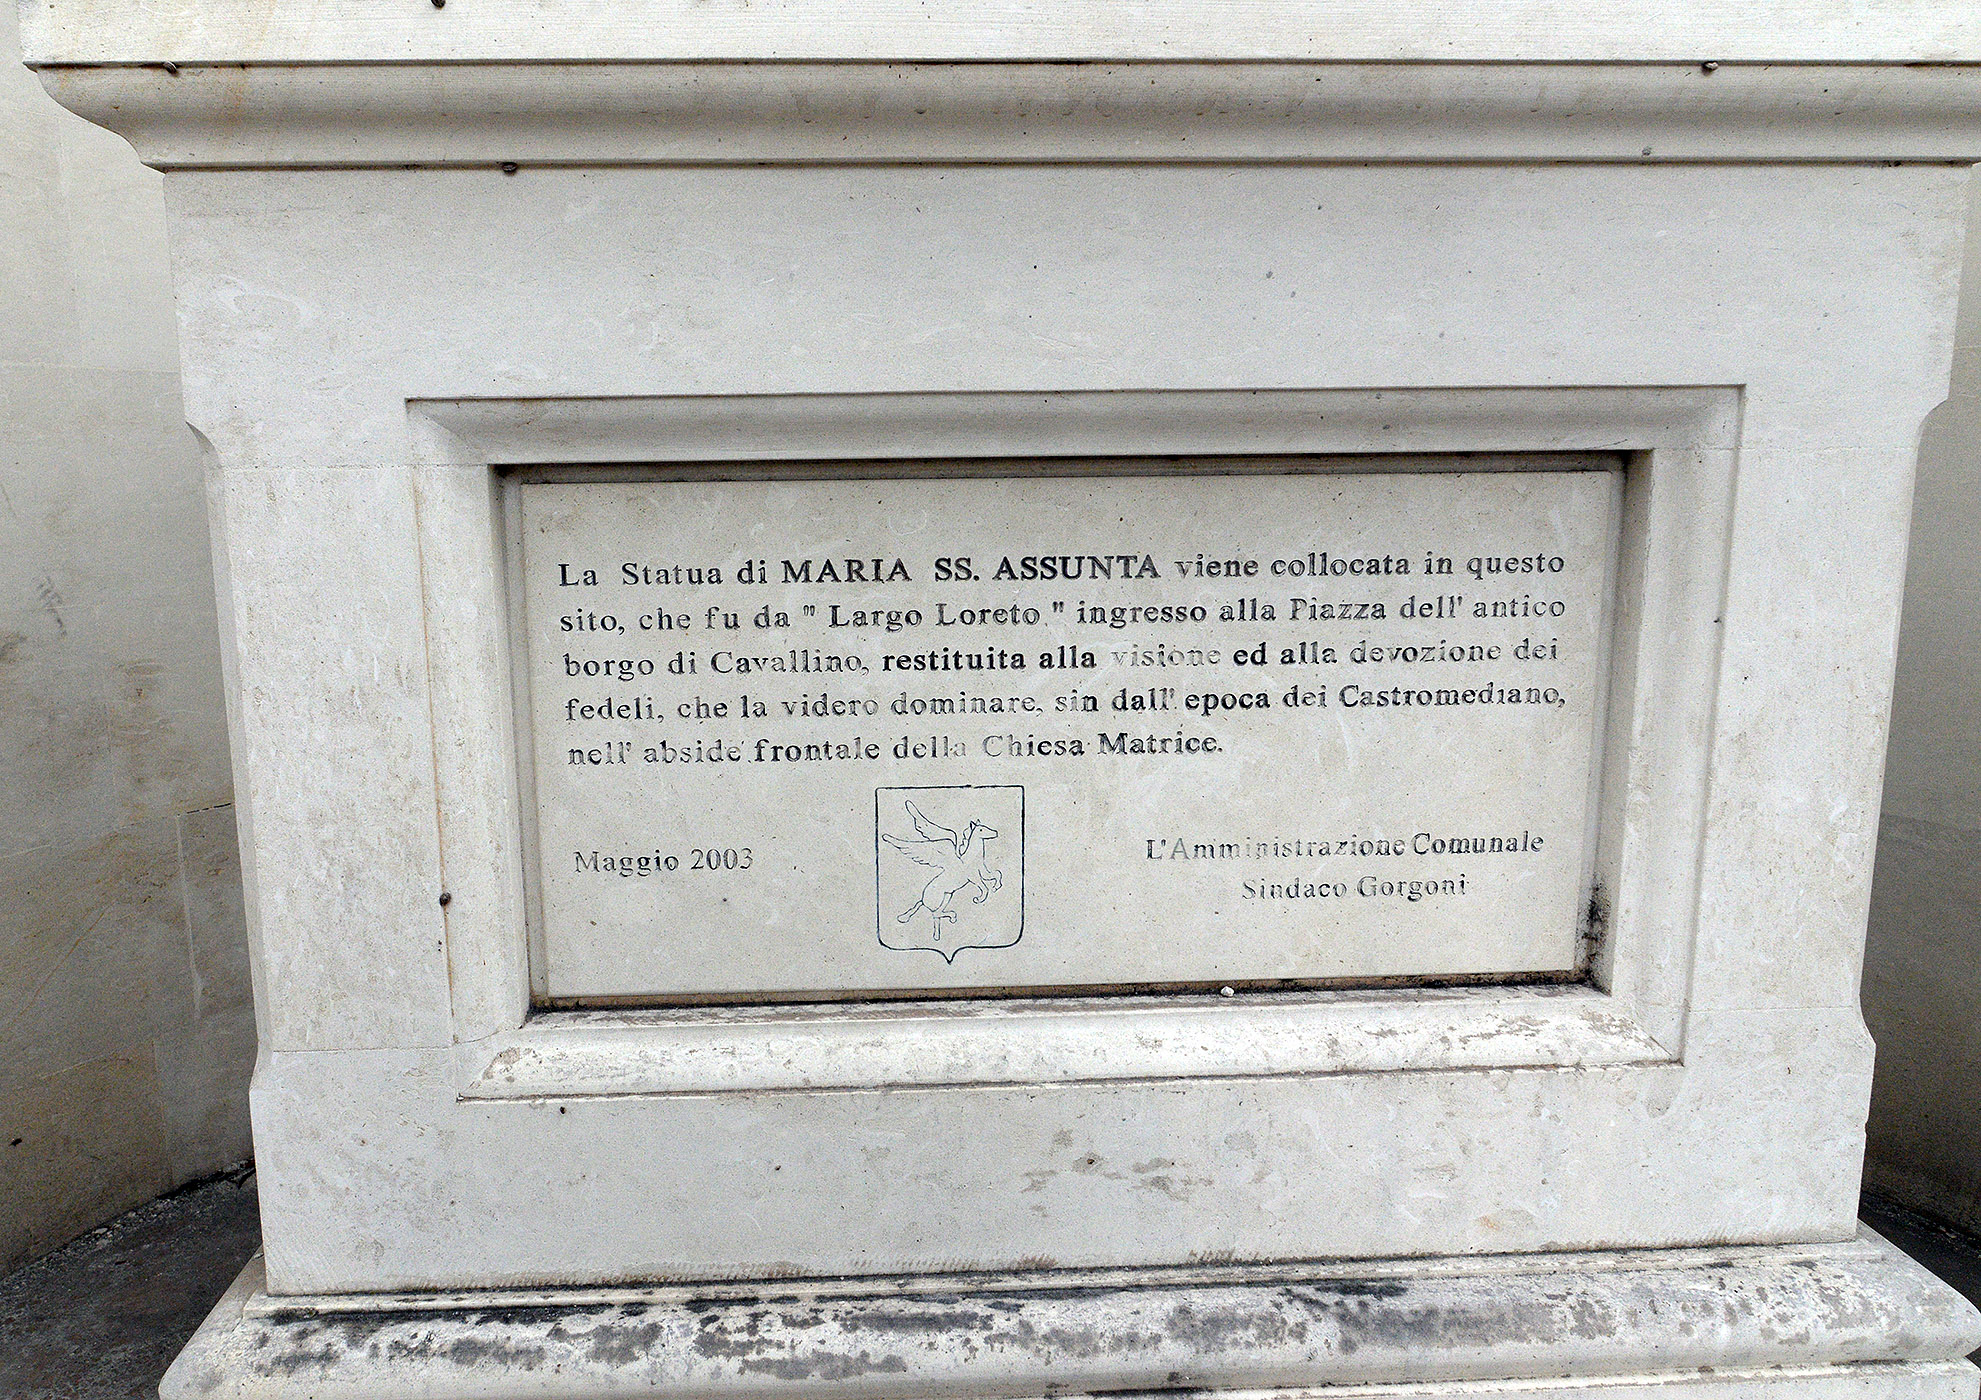 La Statua di MARIA SS. ASSUNTA viene collocata in questo
sito, che fu da " Largo Loreto " ingresso alla Piazza dell' antico
borgo di Cavallino, restituita alla visione ed alla devozione dei
fedeli, che la videro dominare, sin dall' epoca dei Castromediano,
nell' abside frontale della Chiesa Matrice.
Maggio 2003
L'Amministrazione Comunale
Sindaco Gorgoni